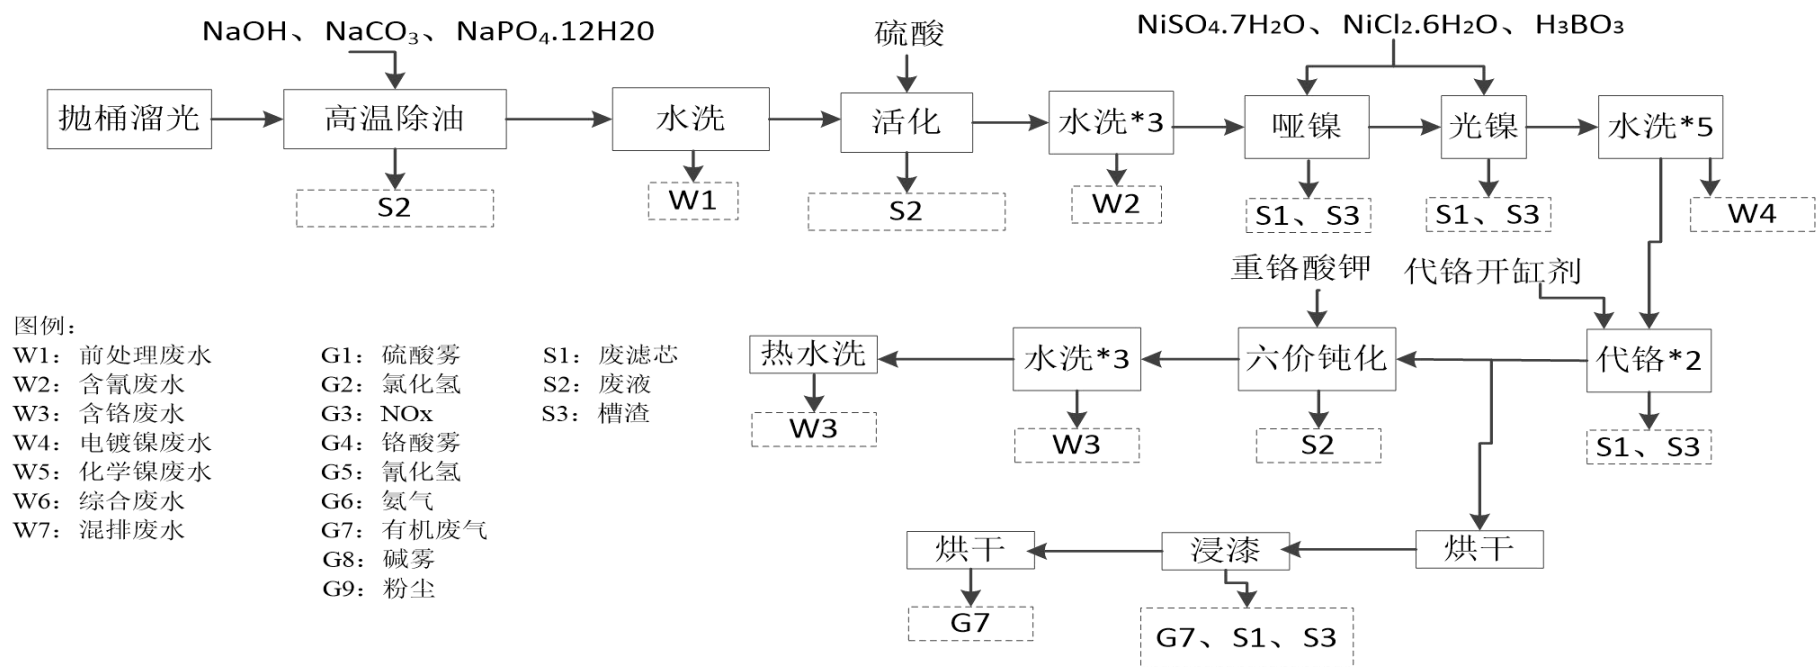 NaOH、NaCO₃、NaPO₄.12H20
硫酸
NiSO₄.7H₂O、NiCl₂.6H₂O、H₃BO₃
抛桶溜光
高温除油
水洗
活化
水洗*3
哑镍
光镍
水洗*5
S2
W1
S2
W2
S1、S3
S1、S3
W4
重铬酸钾
代铬开缸剂
热水洗
水洗*3
六价钝化
代铬*2
W3
W3
S2
S1、S3
烘干
浸漆
烘干
G7
G7、S1、S3
图例：
W1：前处理废水
W2：含氰废水
W3：含铬废水
W4：电镀镍废水
W5：化学镍废水
W6：综合废水
W7：混排废水
G1：硫酸雾
G2：氯化氢
G3：NOx
G4：铬酸雾
G5：氰化氢
G6：氨气
G7：有机废气
G8：碱雾
G9：粉尘
S1：废滤芯
S2：废液
S3：槽渣